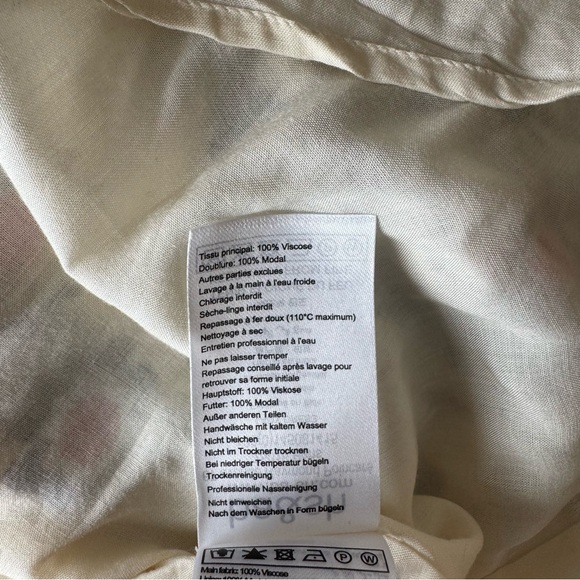 Tissu principal: 100% Viscose
Doublure: 100% Modal
Autres parties exclues
Lavage à la main à l'eau froide
Chlorage interdit
Sèche-linge interdit
Repassage à fer doux (110°C maximum)
Nettoyage à sec
Entretien professionnel à l'eau
Ne pas laisser tremper
Repassage conseillé après lavage pour
retrouver sa forme initiale
Hauptstoff: 100% Viskose
Futter: 100% Modal
Außer anderen Teilen
Handwäsche mit kaltem Wasser
Nicht bleichen
Nicht im Trockner trocknen
Bei niedriger Temperatur bügeln
Trockenreinigung
Professionelle Nassreinigung
Nicht einweichen
Nach dem Waschen in Form bügeln
P W
Main fabric: 100% Viscose